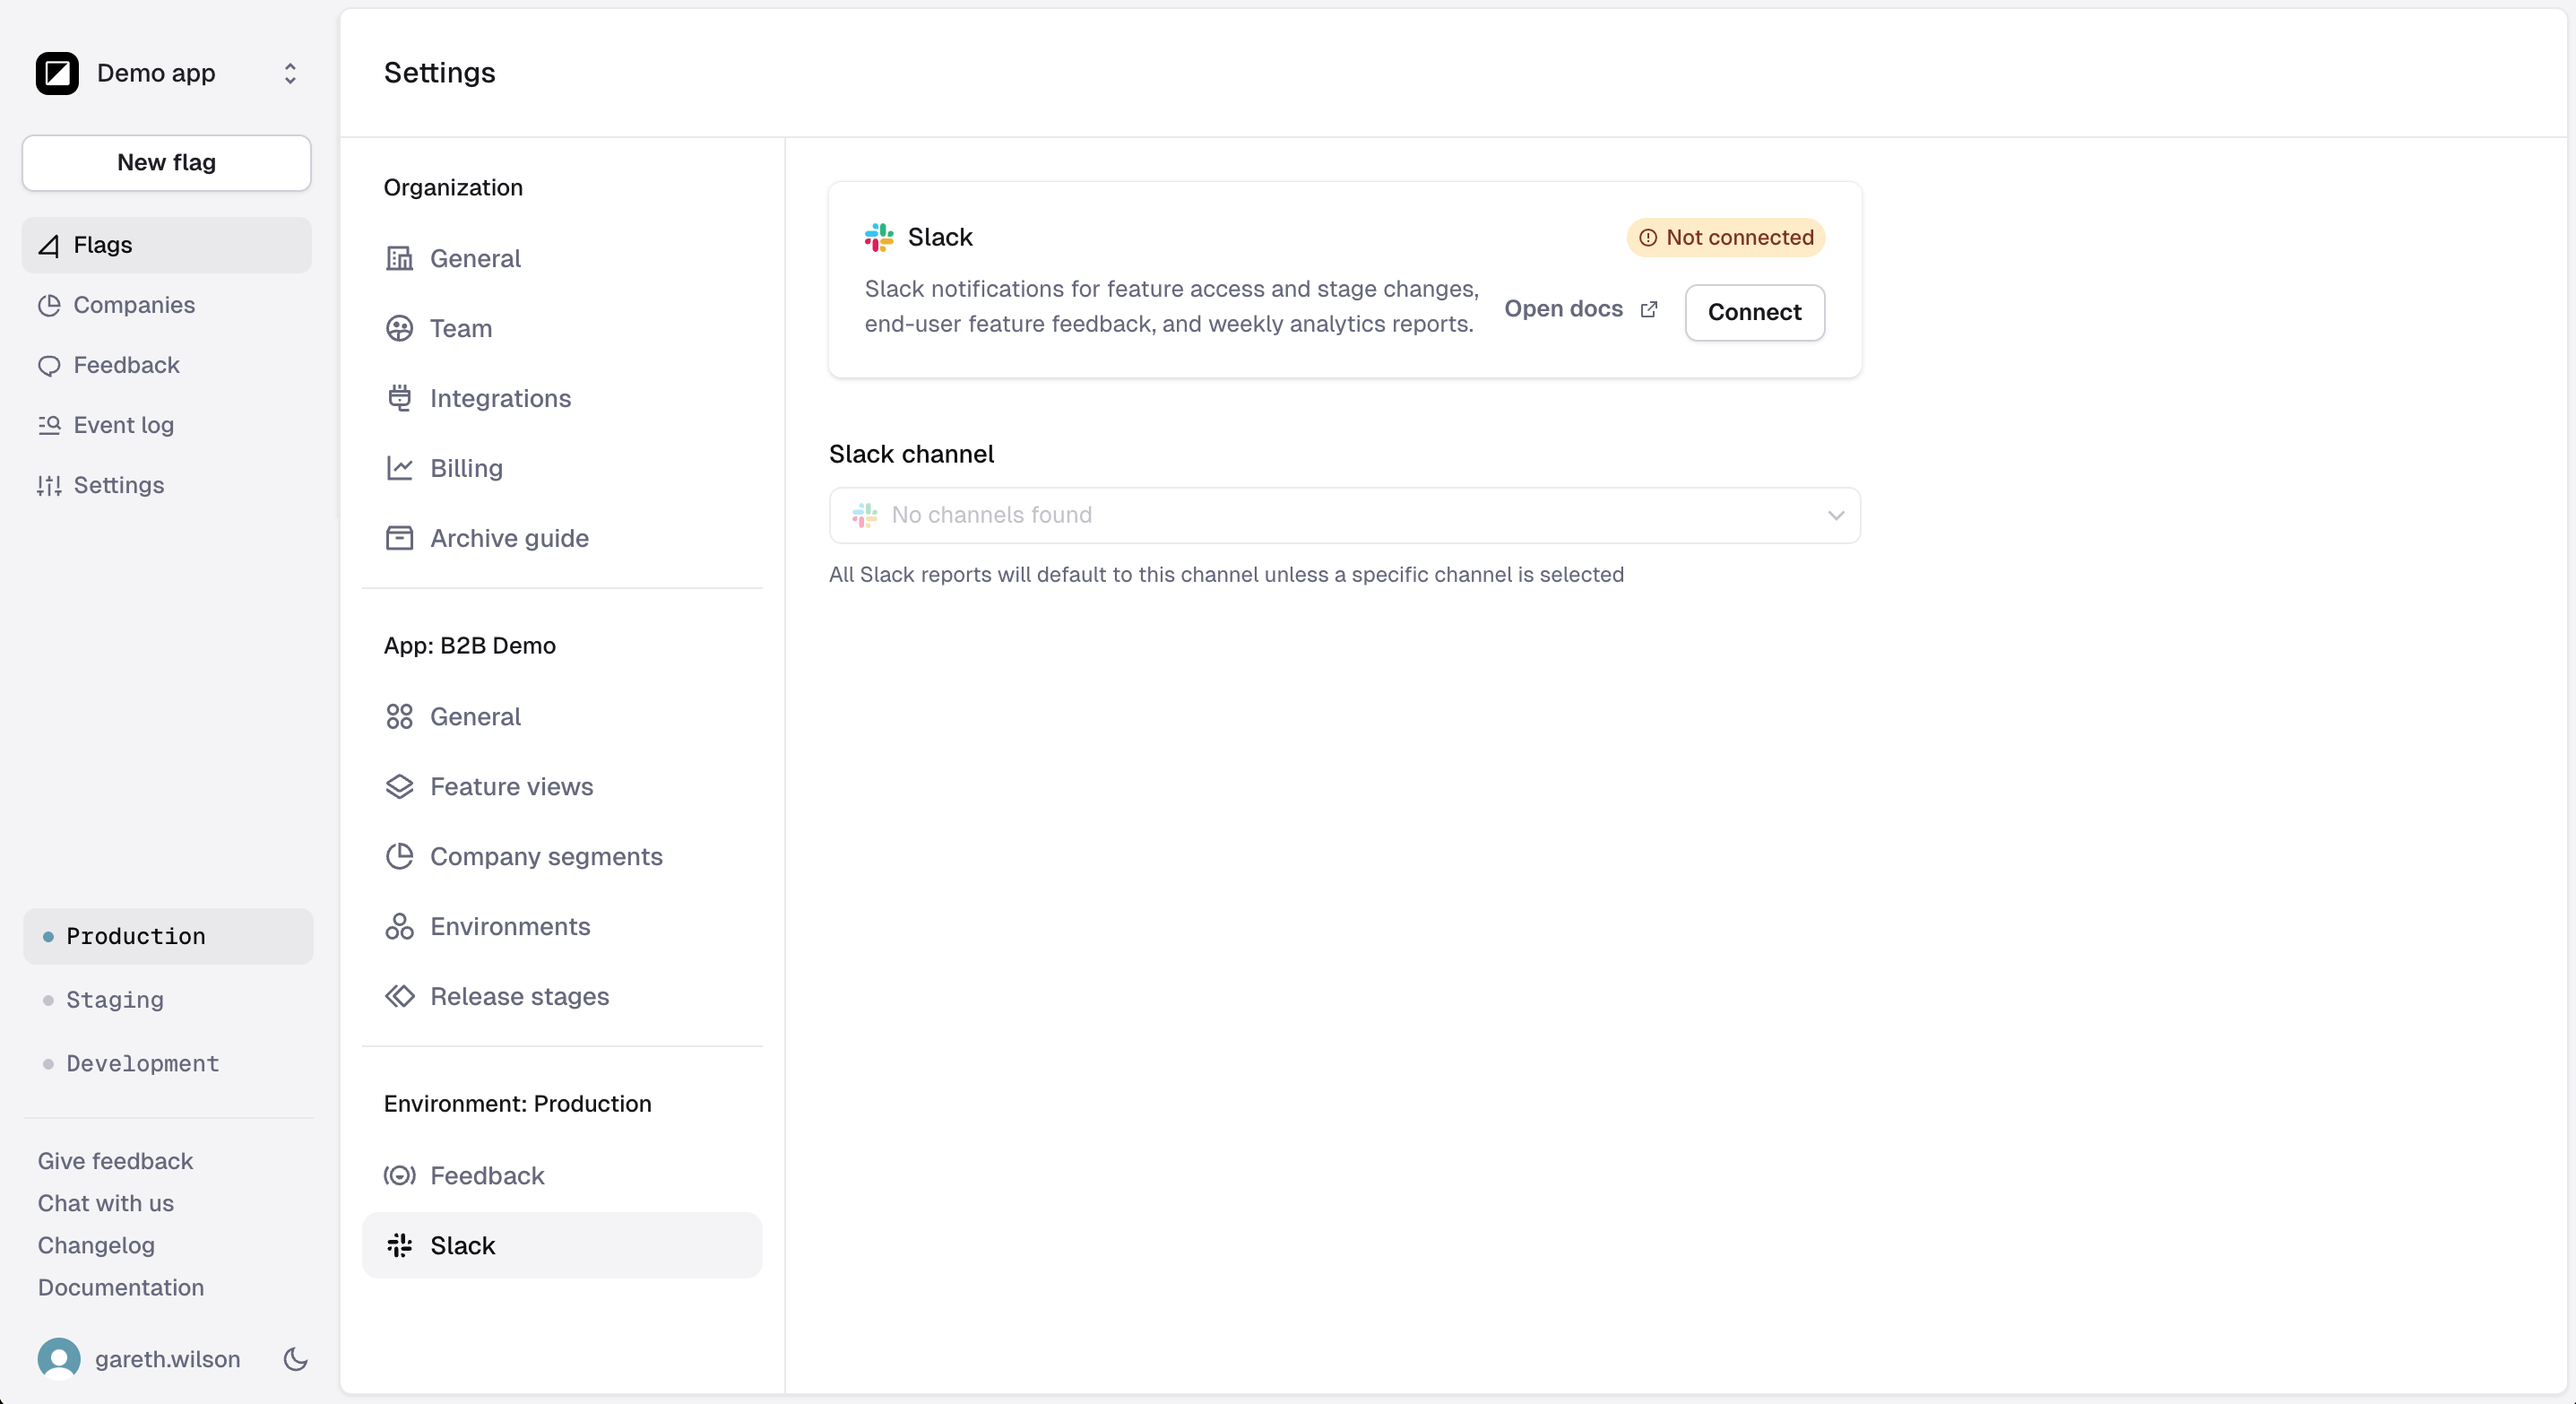 Demo app
New flag
Flags
Companies
Feedback
Event log
Settings
Production
Staging
Development
Give feedback
Chat with us
Changelog
Documentation
gareth.wilson
Settings
Organization
General
Team
Integrations
Billing
Archive guide
App: B2B Demo
General
Feature views
Company segments
Environments
Release stages
Environment: Production
Feedback
Slack
Slack
Not connected
Slack notifications for feature access and stage changes,
end-user feature feedback, and weekly analytics reports.
Open docs
Connect
Slack channel
No channels found
All Slack reports will default to this channel unless a specific channel is selected